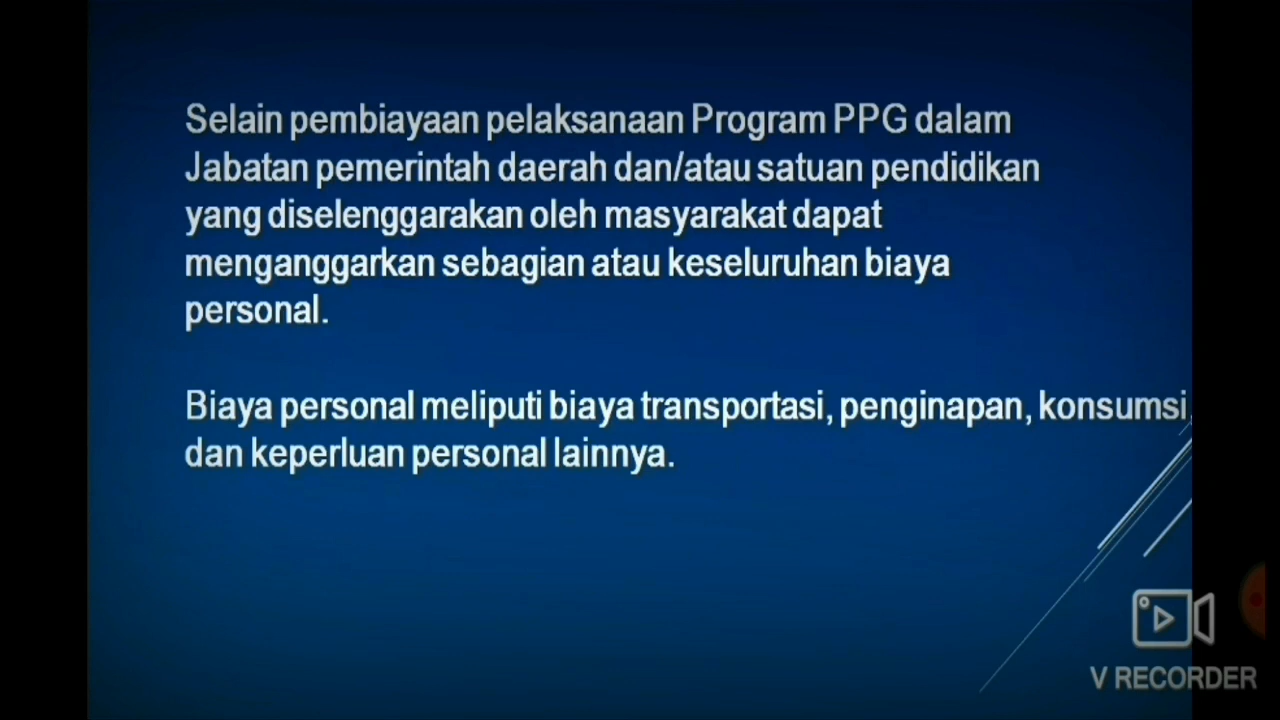 Selain pembiayaan pelaksanaan Program PPG dalam
Jabatan pemerintah daerah dan/atau satuan pendidikan
yang diselenggarakan oleh masyarakat dapat
menganggarkan sebagian atau keseluruhan biaya
personal.
Biaya personal meliputi biaya transportasi, penginapan, konsumsi,
dan keperluan personal lainnya.
V RECORDER